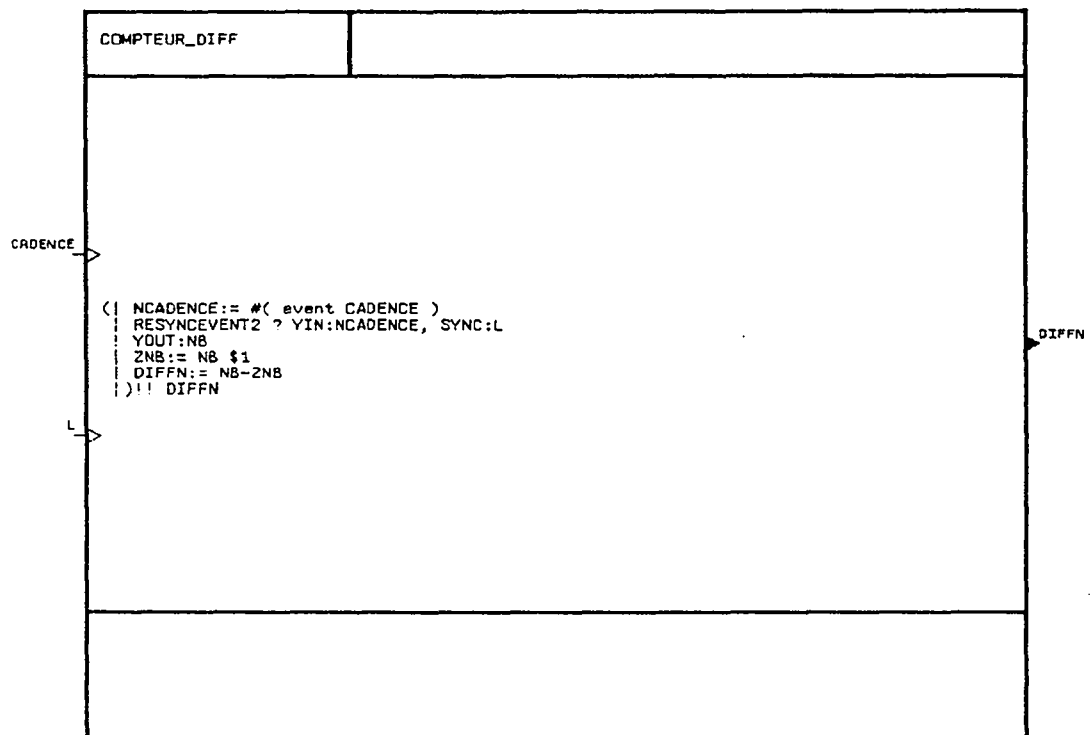 COMPTEUR_DIFF
CADENCE
(| NCADENCE:= #( event CADENCE )
| RESYNCEVENT2 ? YIN:NCADENCE, SYNC:L
! YOUT:NB
| ZNB:= NB $1
| DIFFN:= NB-ZNB
|)!! DIFFN
DIFFN
L